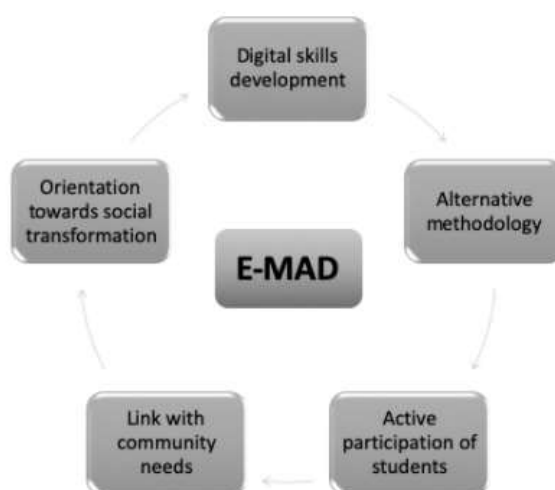 Digital skills
development
Alternative
methodology
Active
participation of
students
Link with
community
needs
Orientation
towards social
transformation
E-MAD